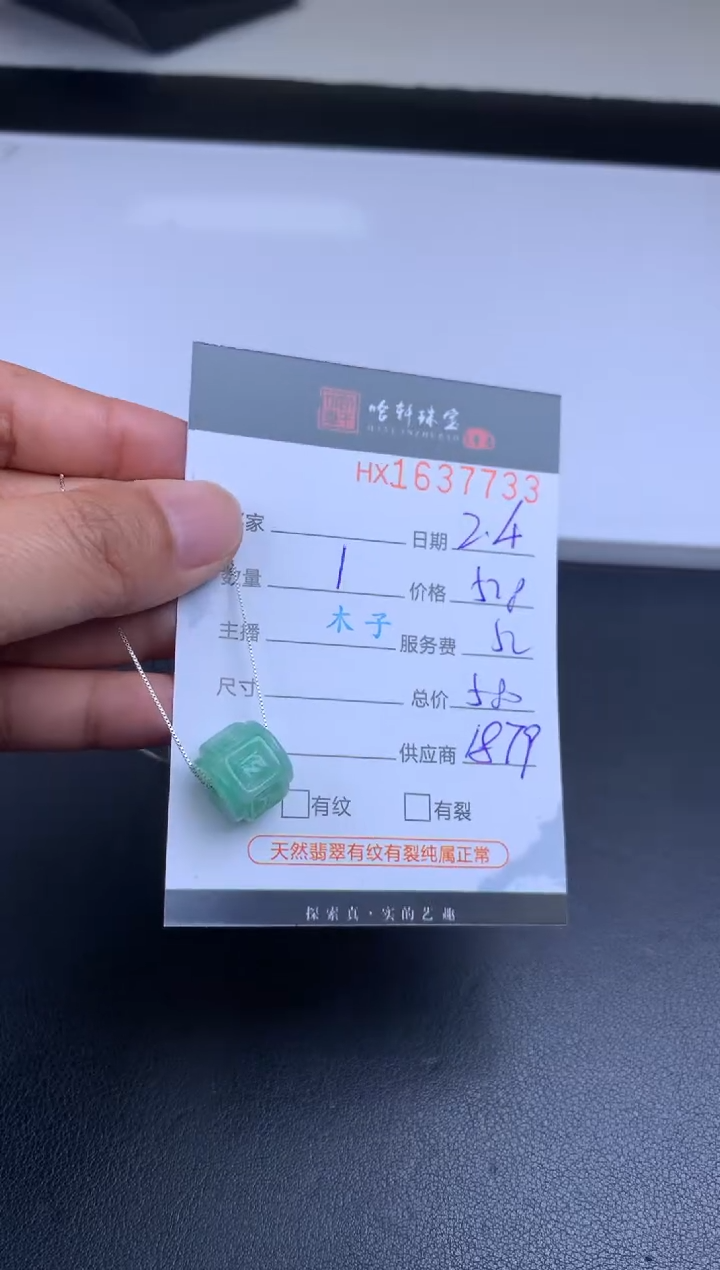 哈轩珠宝
HX1637733
家 日期 2.4
数量 1 价格 528
主播 木子 服务费 52
尺寸 总价 580
供应商 1879
有纹 有裂
天然翡翠有纹有裂纯属正常
探索真·实的艺趣